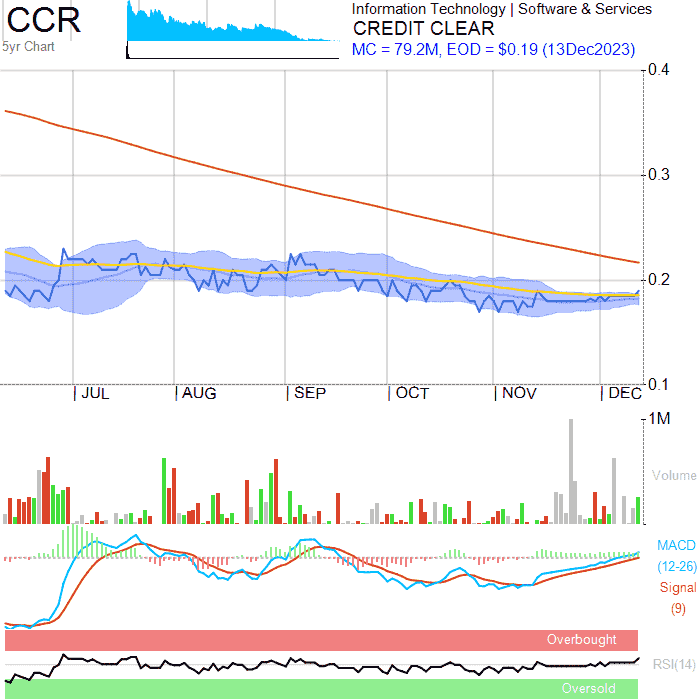 CCR
5yr Chart
Information Technology | Software & Services
CREDIT CLEAR
MC = 79.2M, EOD = $0.19 (13Dec2023)
0.4
0.3
0.2
0.1
| JUL | AUG | SEP | OCT | NOV | DEC
1M
Volume
MACD
(12-26)
Signal
(9)
Overbought
RSI(14)
Oversold